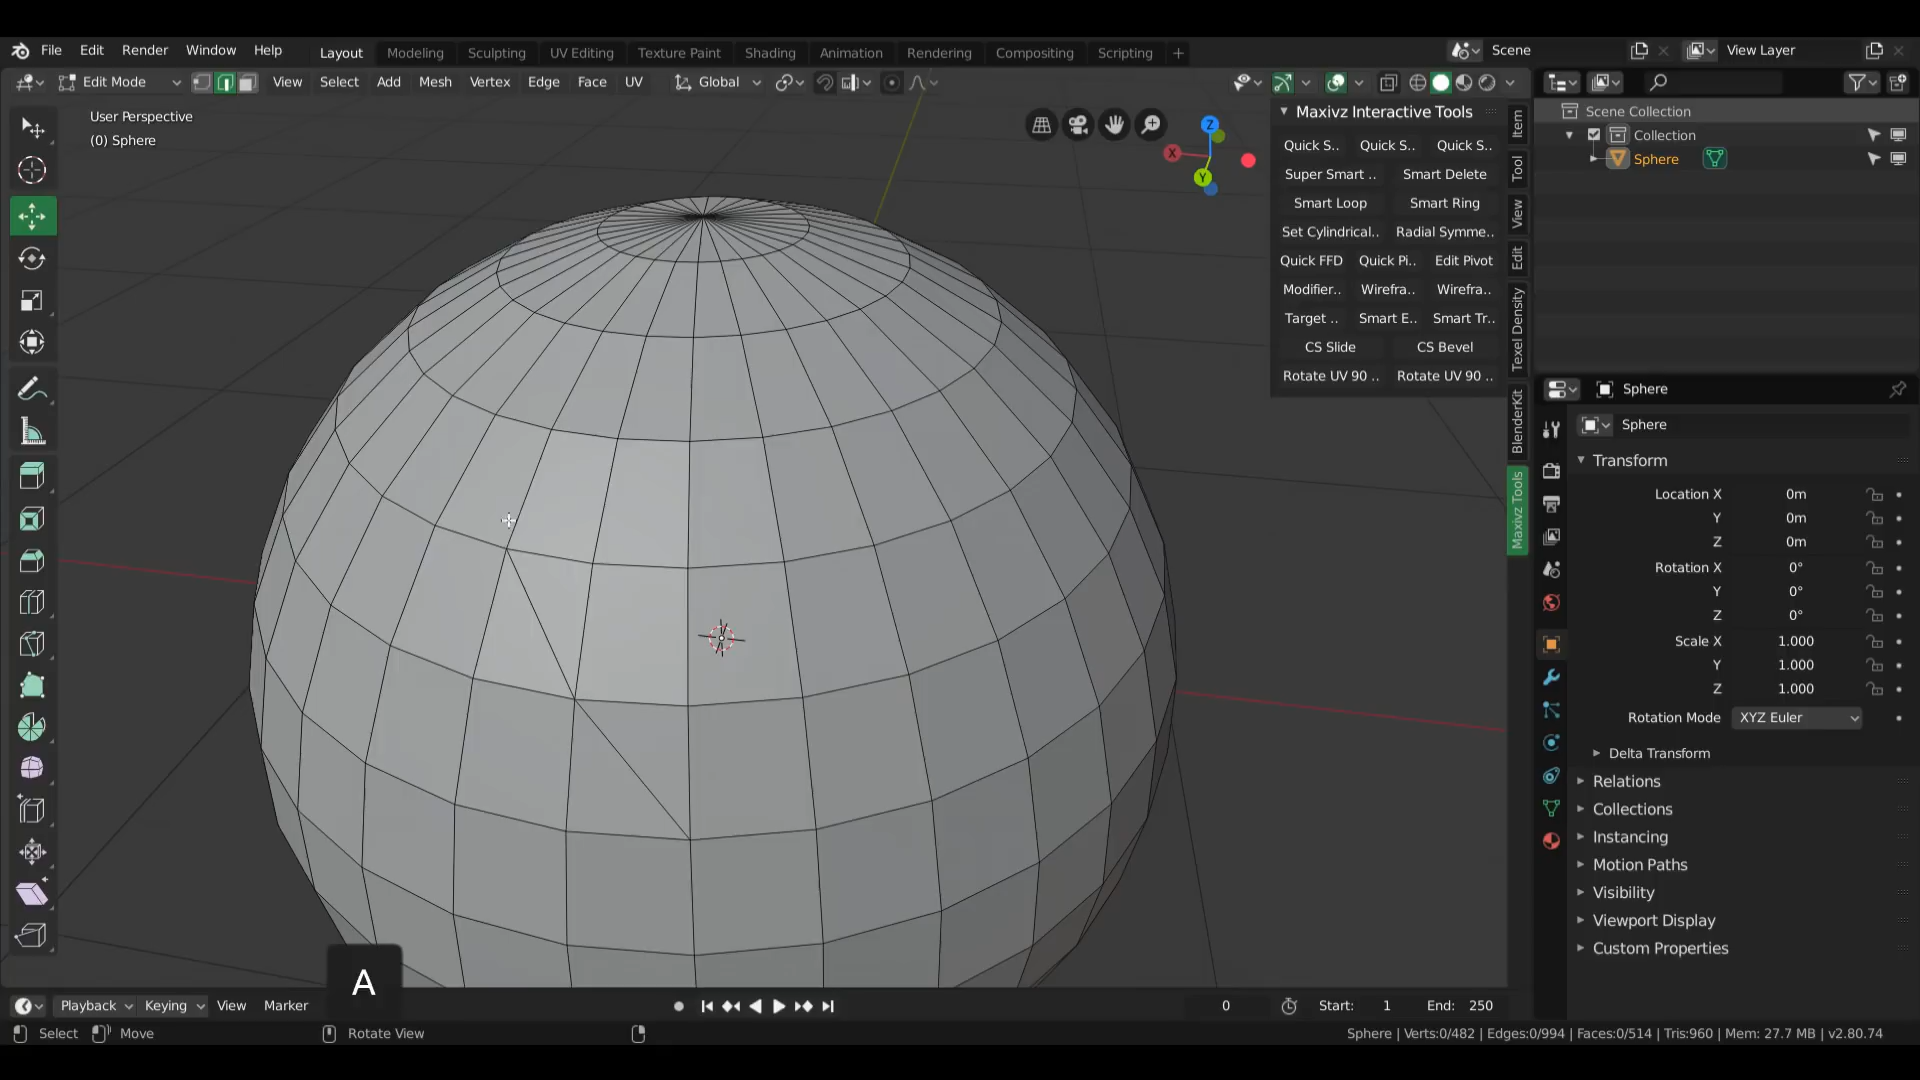 File Edit Render Window Help
Layout Modeling Sculpting UV Editing Texture Paint Shading Animation Rendering Compositing Scripting +
Scene
View Layer
Edit Mode
View Select Add Mesh Vertex Edge Face UV
Global
User Perspective
(0) Sphere
Z
X
Y
Maxivz Interactive Tools
Quick S.. Quick S.. Quick S..
Super Smart .. Smart Delete
Smart Loop Smart Ring
Set Cylindrical.. Radial Symme..
Quick FFD Quick Pi.. Edit Pivot
Modifier.. Wirefra.. Wirefra..
Target .. Smart E.. Smart Tr..
CS Slide CS Bevel
Rotate UV 90 .. Rotate UV 90 ..
Item
Tool
View
Edit
Texel Density
BlenderKit
Maxivz Tools
Scene Collection
Collection
Sphere
Sphere
Sphere
Transform
Location X 0m
Y 0m
Z 0m
Rotation X 0°
Y 0°
Z 0°
Scale X 1.000
Y 1.000
Z 1.000
Rotation Mode XYZ Euler
Delta Transform
Relations
Collections
Instancing
Motion Paths
Visibility
Viewport Display
Custom Properties
A
Playback Keying View Marker
0
Start: 1 End: 250
Select Move Rotate View
Sphere | Verts:0/482 | Edges:0/994 | Faces:0/514 | Tris:960 | Mem: 27.7 MB | v2.80.74